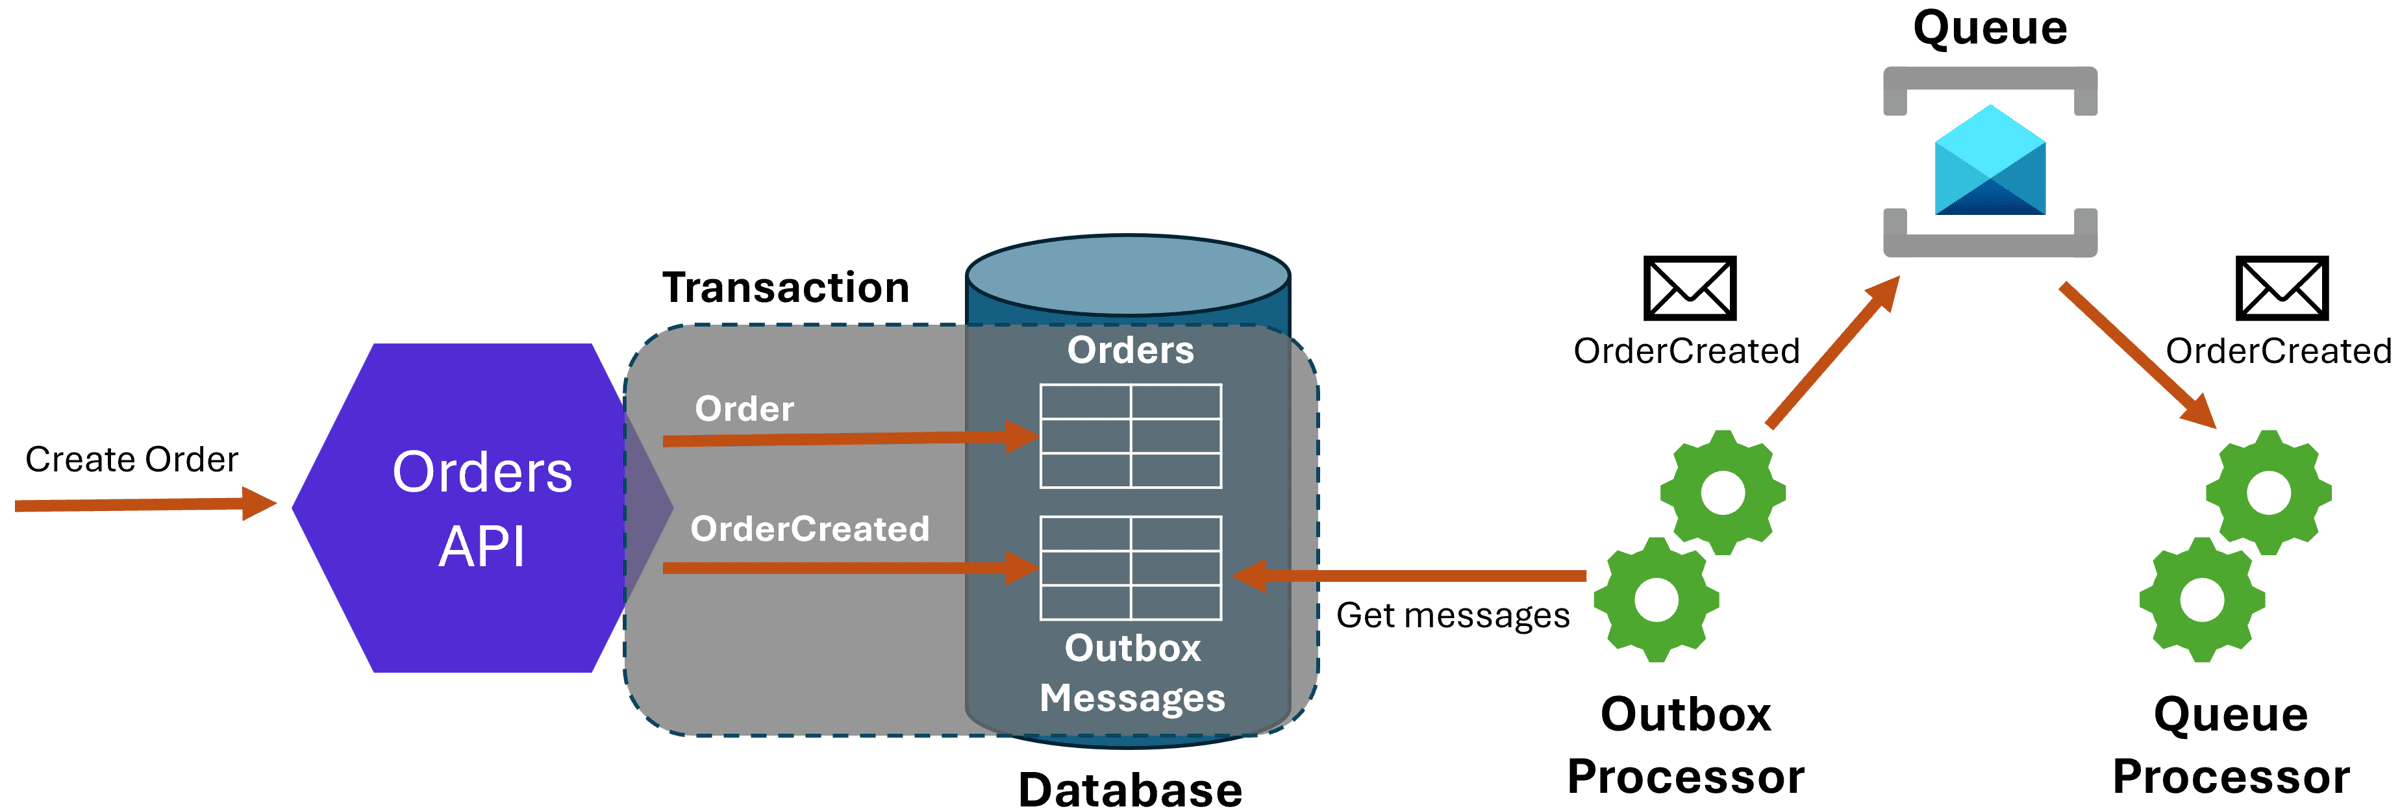 Queue
Transaction
Orders
Order
OrderCreated
OrderCreated
Create Order
Orders
API
OrderCreated
Get messages
Outbox
Messages
Outbox
Processor
Queue
Processor
Database